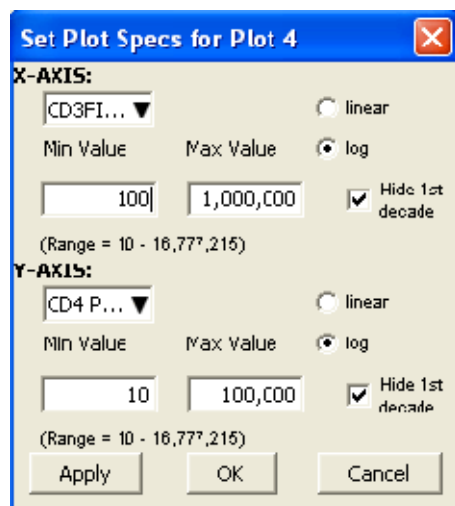 Set Plot Specs for Plot 4
X-AXIS:
CD3FI... linear
Min Value Max Value log
100 1,000,000 Hide 1st
decade
(Range = 10 - 16,777,215)
Y-AXIS:
CD4 P... linear
Min Value Max Value log
10 100,000 Hide 1st
decade
(Range = 10 - 16,777,215)
Apply OK Cancel